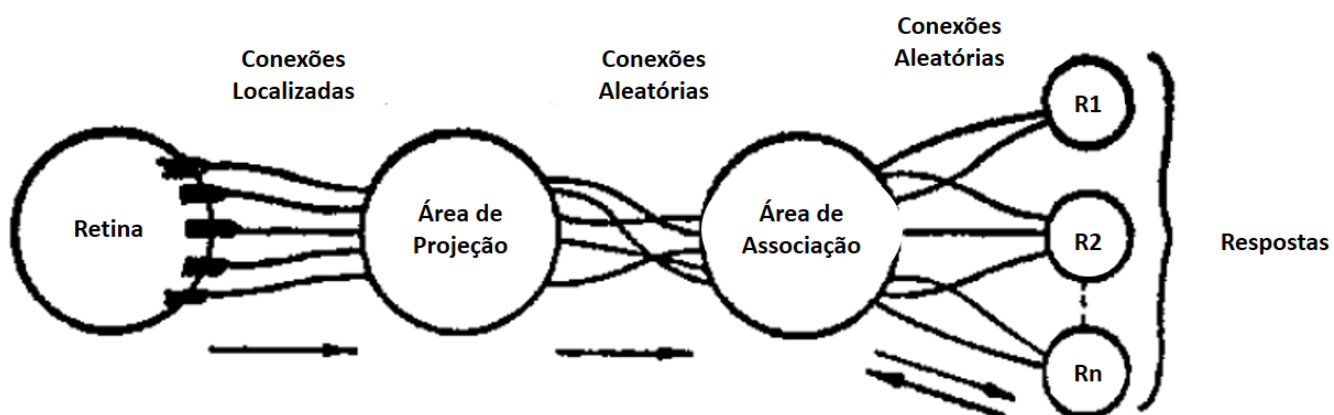 Conexões
Localizadas
Conexões
Aleatórias
Conexões
Aleatórias
Retina
Área de
Projeção
Área de
Associação
R1
R2
Rn
Respostas